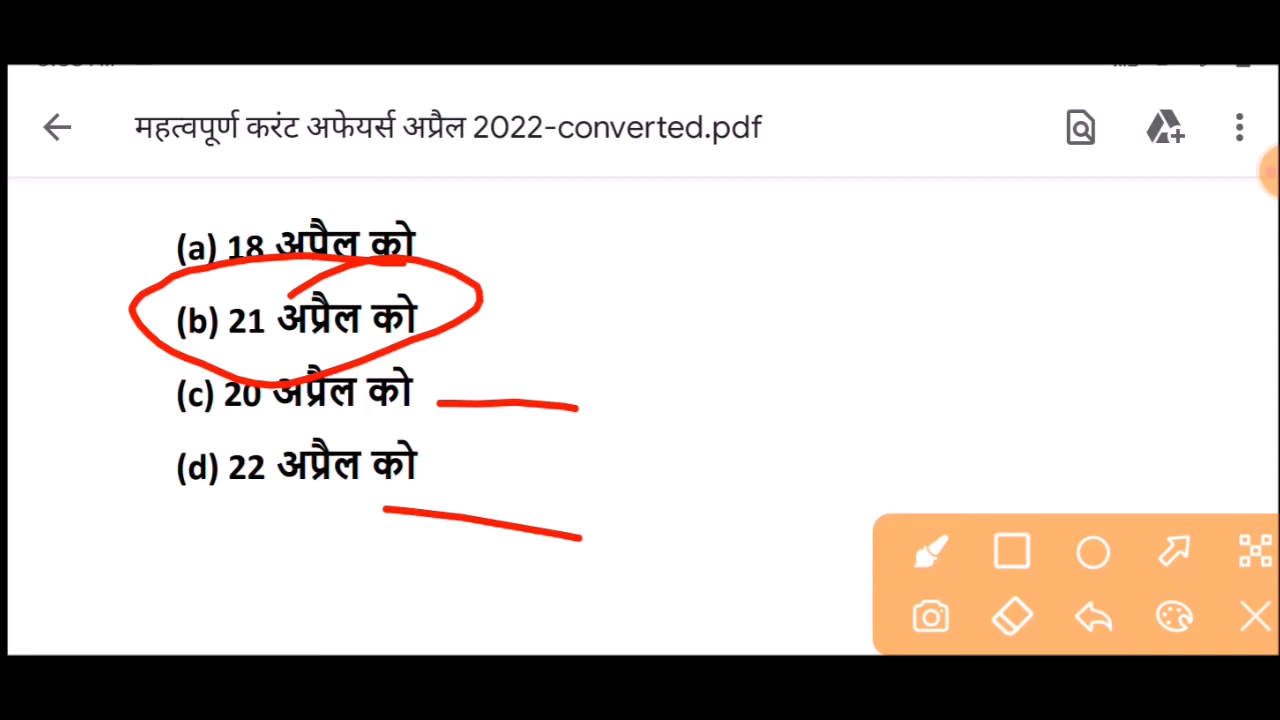 महत्वपूर्ण करंट अफेयर्स अप्रैल 2022-converted.pdf
(a) 18 अप्रैल को
(b) 21 अप्रैल को
(c) 20 अप्रैल को
(d) 22 अप्रैल को